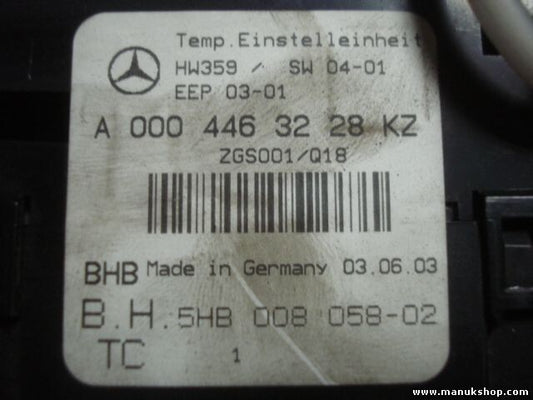 Temp.Einstelleinheit
HW359 / SW 04-01
EEP 03-01
A 000 446 32 28 KZ
ZGS001/Q18
BHB Made in Germany 03.06.03
B.H. 5HB 008 058-02
TC 1
www.manukshop.com